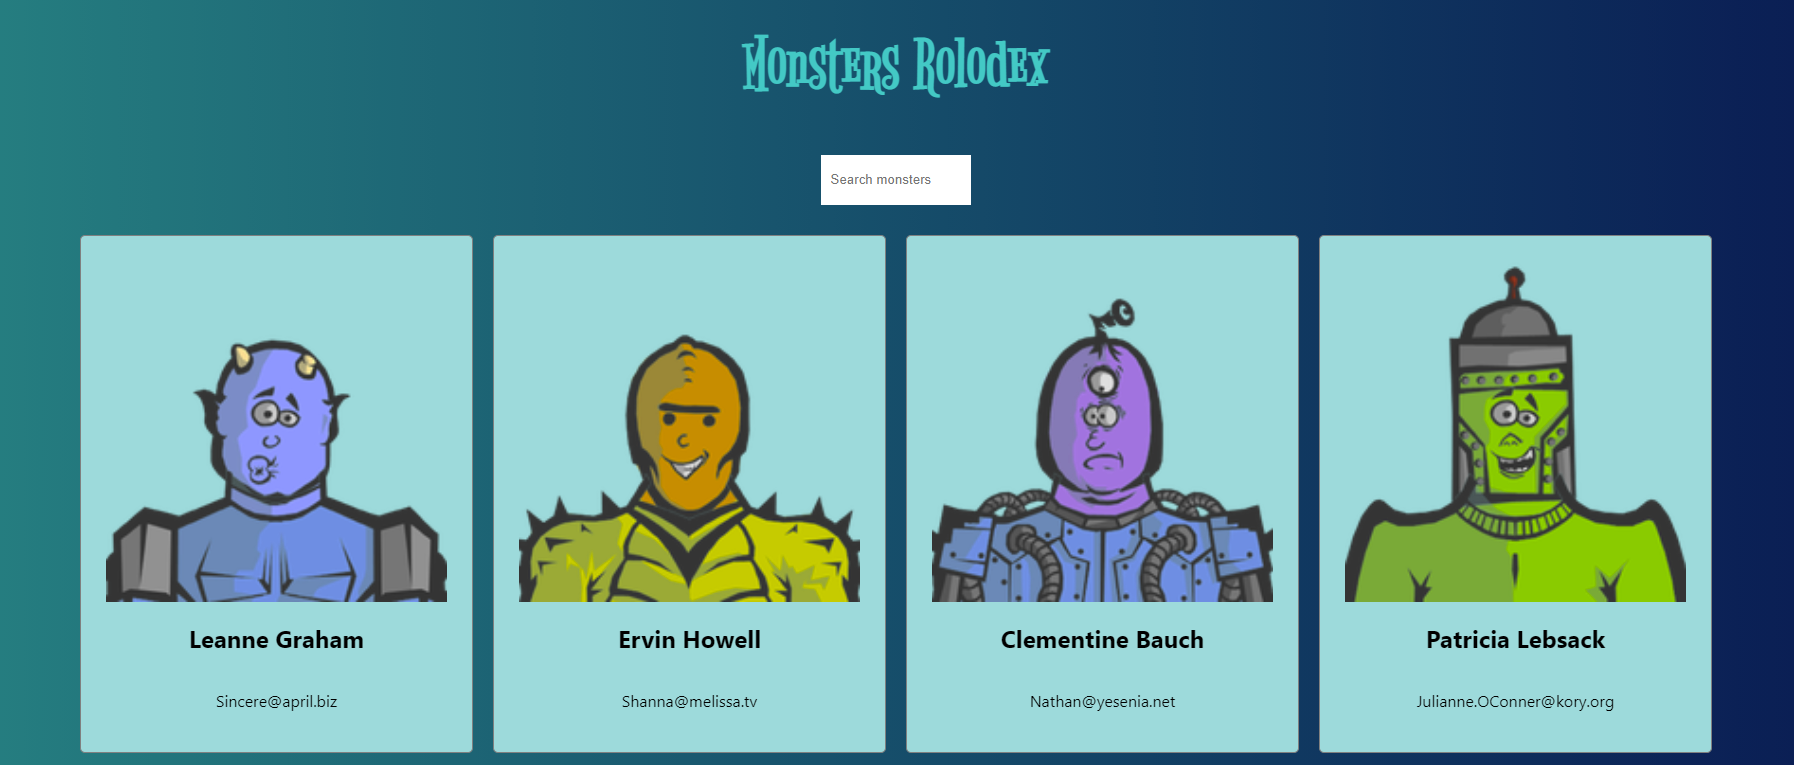 Monsters Rolodex
Search monsters
Leanne Graham
Sincere@april.biz
Ervin Howell
Shanna@melissa.tv
Clementine Bauch
Nathan@yesenia.net
Patricia Lebsack
Julianne.OConner@kory.org